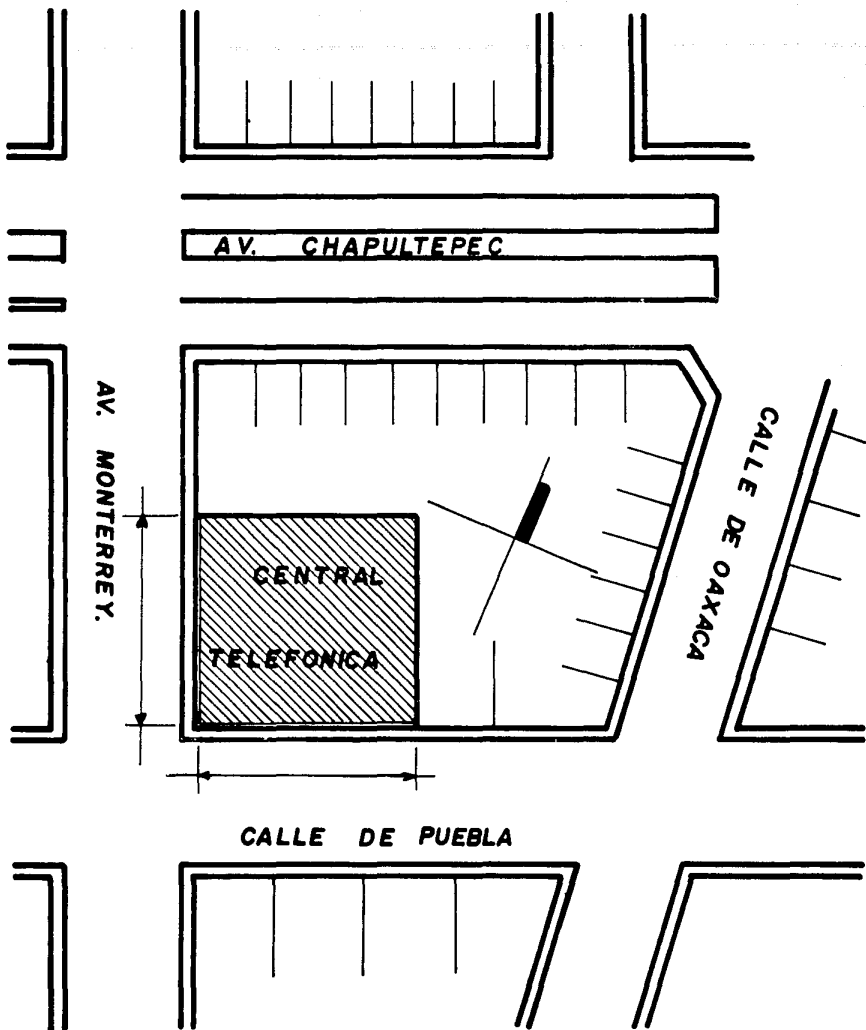 AV. CHAPULTEPEC
AV. MONTERREY.
CALLE DE OAXACA
CENTRAL
TELEFONICA
CALLE DE PUEBLA